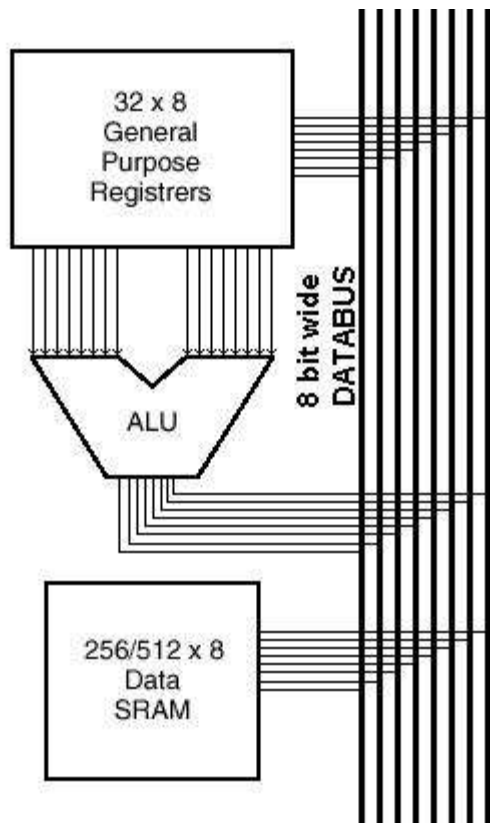 32 x 8
General
Purpose
Registrers
8 bit wide
DATABUS
ALU
256/512 x 8
Data
SRAM